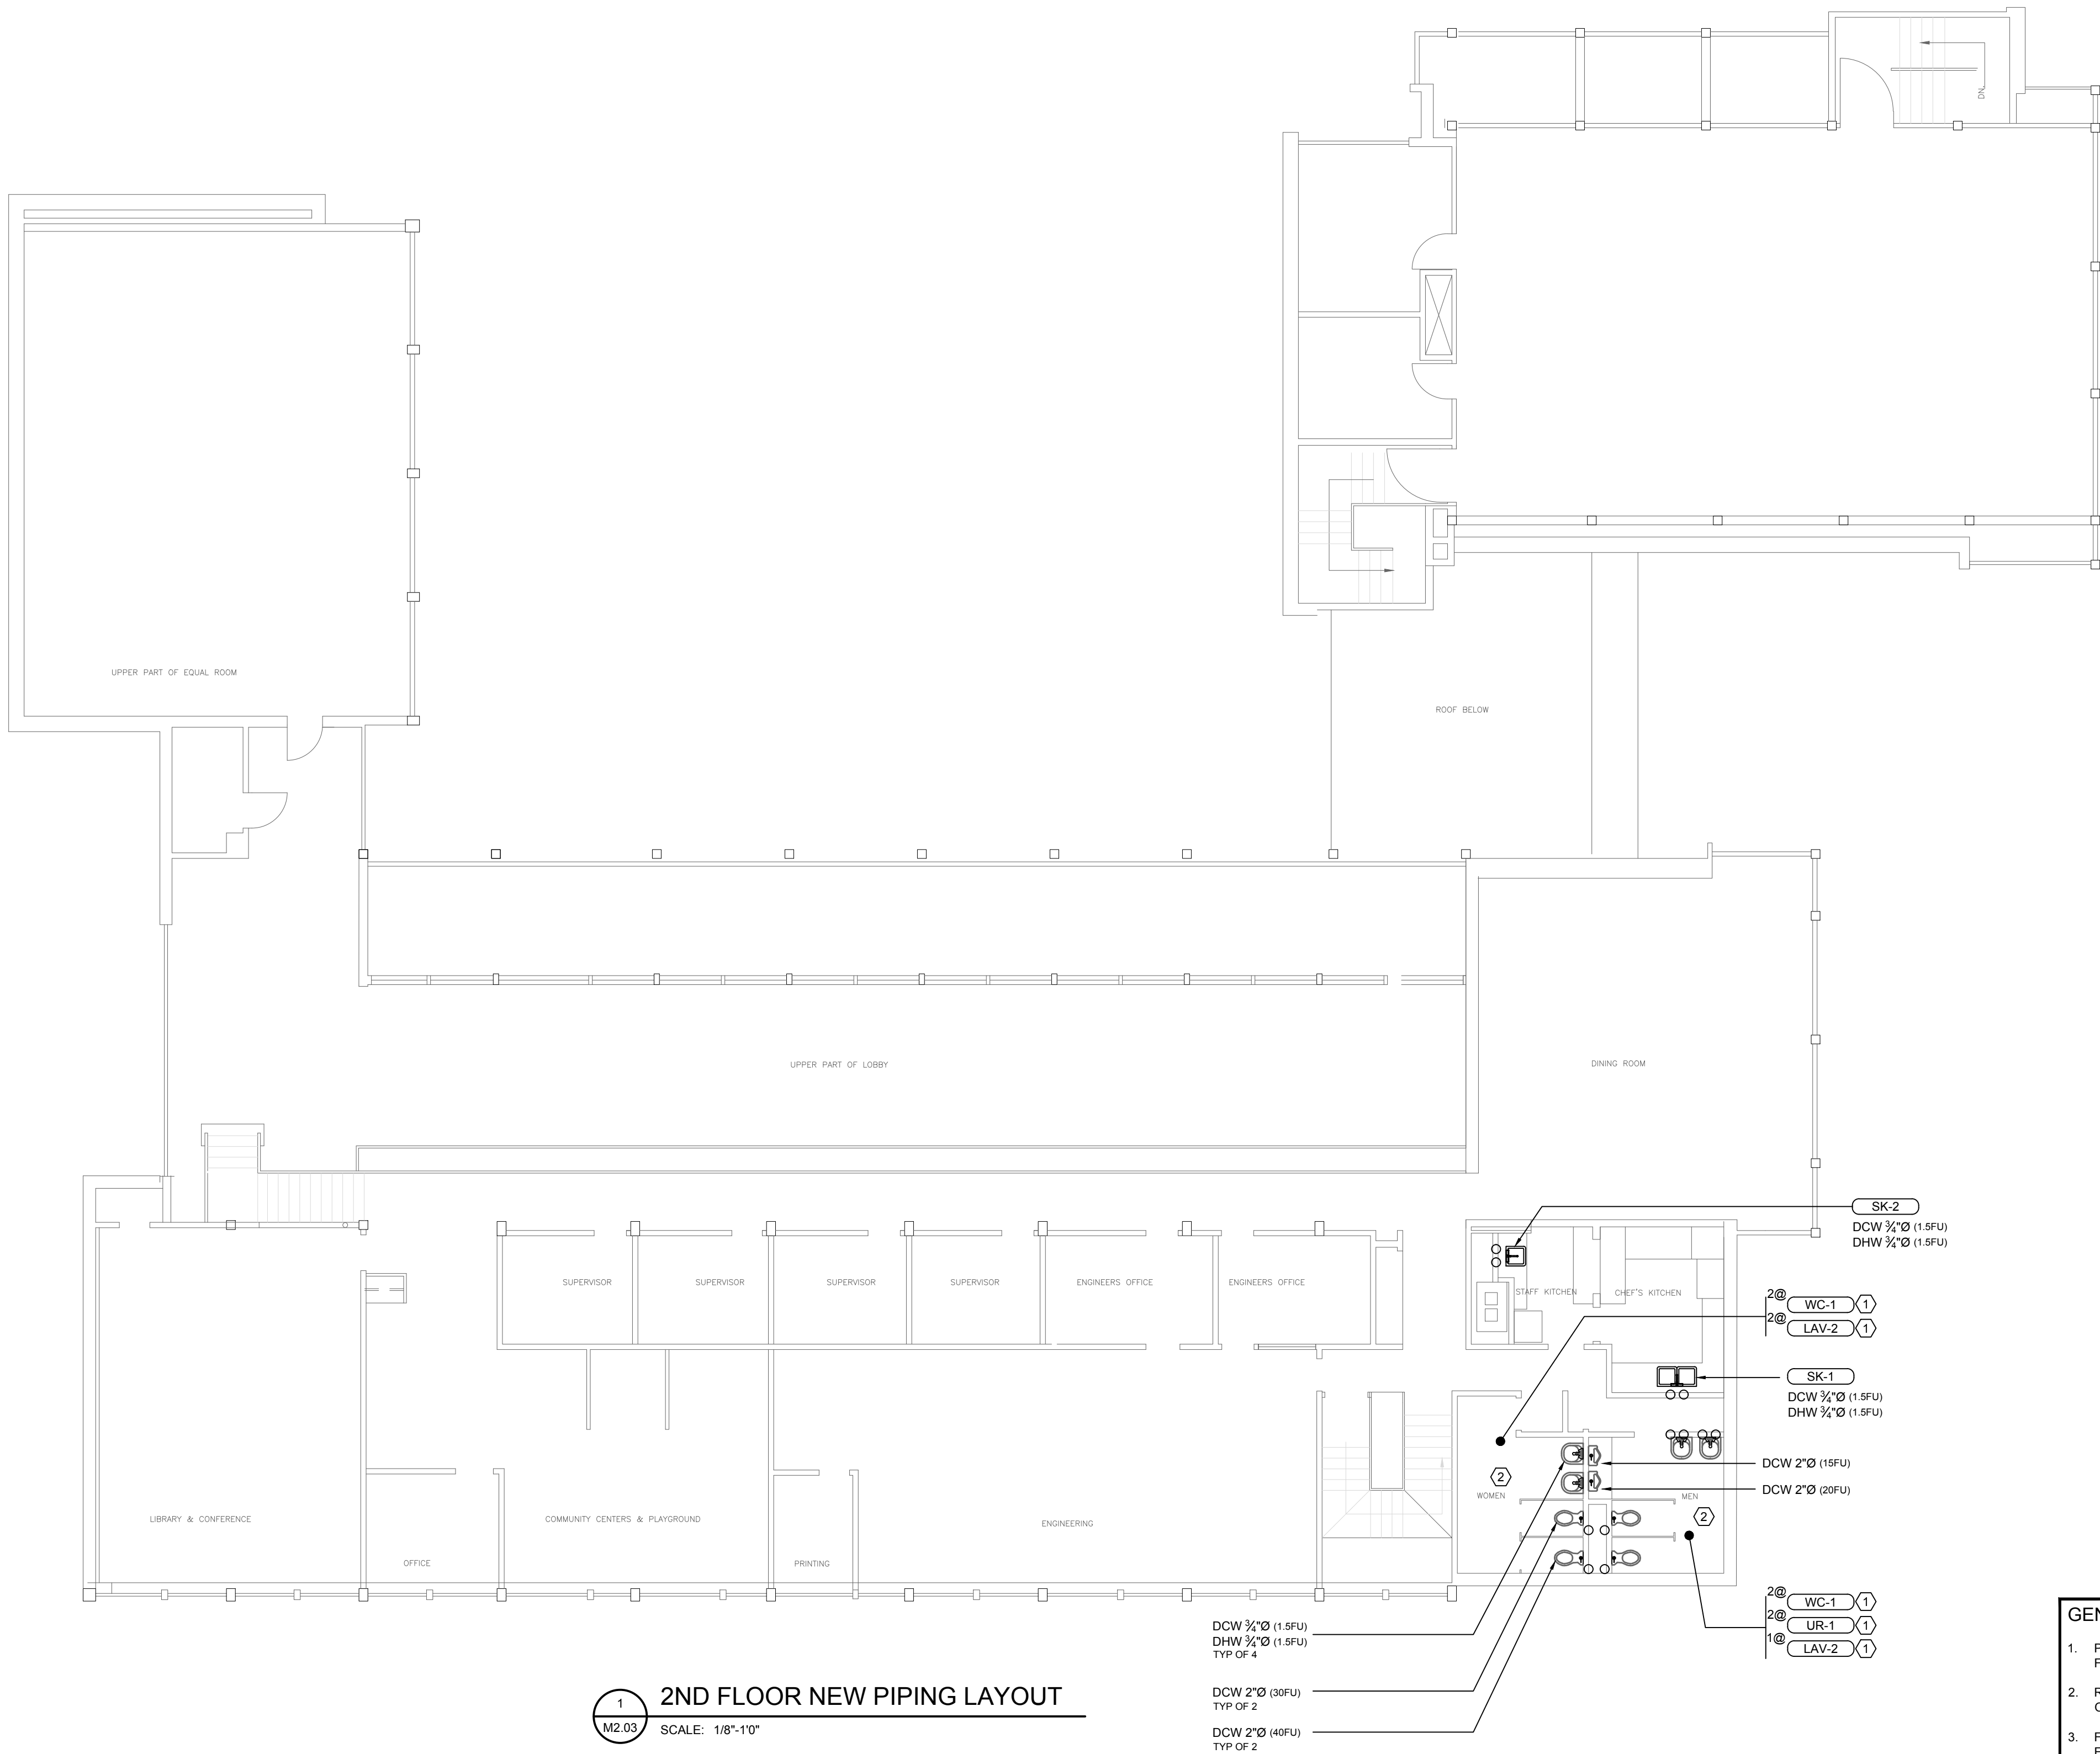 DN
UPPER PART OF EQUAL ROOM
ROOF BELOW
UPPER PART OF LOBBY
DINING ROOM
SK-2
DCW ¾"Ø (1.5FU)
DHW ¾"Ø (1.5FU)
SUPERVISOR
SUPERVISOR
SUPERVISOR
SUPERVISOR
ENGINEERS OFFICE
ENGINEERS OFFICE
STAFF KITCHEN
CHEF'S KITCHEN
2@ WC-1 1
2@ LAV-2 1
SK-1
DCW ¾"Ø (1.5FU)
DHW ¾"Ø (1.5FU)
DCW 2"Ø (15FU)
2
DCW 2"Ø (20FU)
WOMEN
MEN
2
LIBRARY & CONFERENCE
COMMUNITY CENTERS & PLAYGROUND
ENGINEERING
OFFICE
PRINTING
2@ WC-1 1
2@ UR-1 1
1@ LAV-2 1
DCW ¾"Ø (1.5FU)
DHW ¾"Ø (1.5FU)
TYP OF 4
DCW 2"Ø (30FU)
TYP OF 2
DCW 2"Ø (40FU)
TYP OF 2
1
M2.03
2ND FLOOR NEW PIPING LAYOUT
SCALE: 1/8"-1'0"
1.
2.
3.